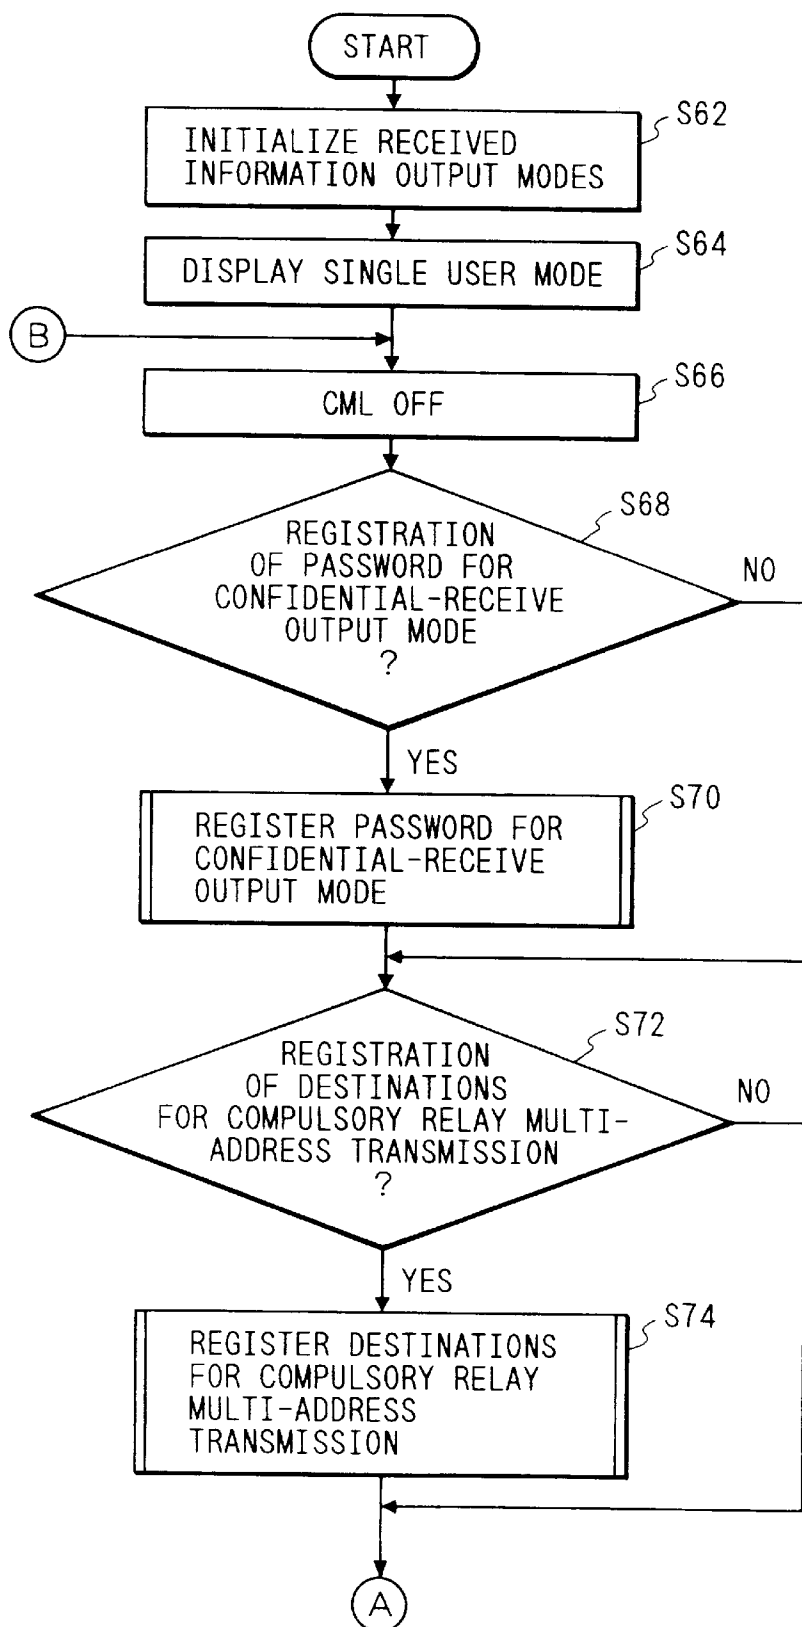 START
S62
INITIALIZE RECEIVED
INFORMATION OUTPUT MODES
S64
DISPLAY SINGLE USER MODE
B
S66
CML OFF
S68
REGISTRATION
OF PASSWORD FOR
CONFIDENTIAL-RECEIVE
OUTPUT MODE
?
NO
YES
S70
REGISTER PASSWORD FOR
CONFIDENTIAL-RECEIVE
OUTPUT MODE
S72
REGISTRATION
OF DESTINATIONS
FOR COMPULSORY RELAY MULTI-
ADDRESS TRANSMISSION
?
NO
YES
S74
REGISTER DESTINATIONS
FOR COMPULSORY RELAY
MULTI-ADDRESS
TRANSMISSION
A